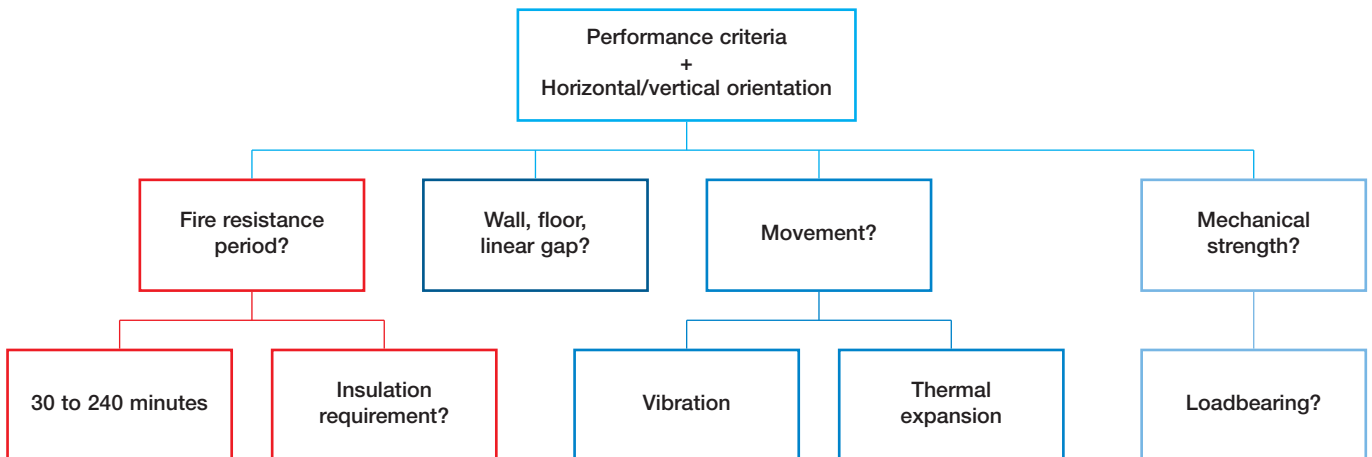 Performance criteria
+
Horizontal/vertical orientation
Fire resistance
period?
Wall, floor,
linear gap?
Movement?
Mechanical
strength?
30 to 240 minutes
Insulation
requirement?
Vibration
Thermal
expansion
Loadbearing?